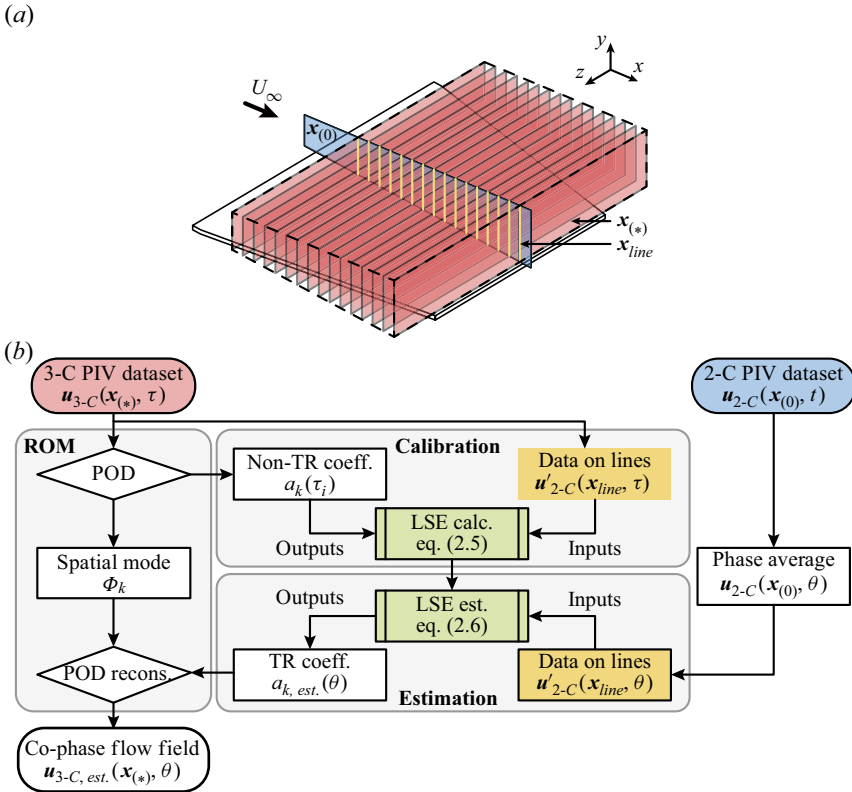 (a)
y
z
x
U∞
x(0)
x(*)
xline
(b)
3-C PIV dataset
u3-C(x(*), τ)
2-C PIV dataset
u2-C(x(0), t)
ROM
POD
Calibration
Non-TR coeff.
ak(τi)
Data on lines
u′2-C(xline, τ)
LSE calc.
eq. (2.5)
Outputs
Inputs
Spatial mode
Φk
Phase average
u2-C(x(0), θ)
Outputs
Inputs
LSE est.
eq. (2.6)
POD recons.
TR coeff.
ak, est.(θ)
Data on lines
u′2-C(xline, θ)
Estimation
Co-phase flow field
u3-C, est.(x(*), θ)